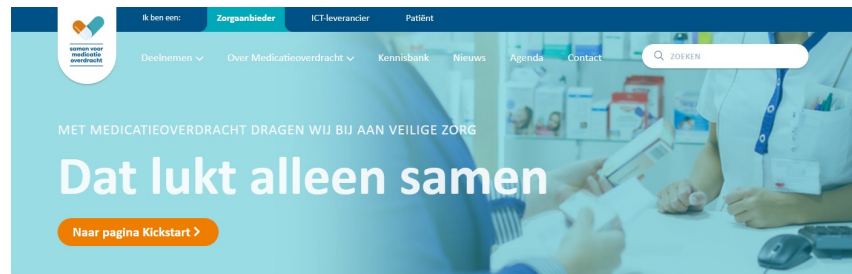 Ik ben een:
Zorgaanbieder
ICT-leverancier
Patiënt
samen voor
medicatie
overdracht
Deelnemen
Over Medicatieoverdracht
Kennisbank
Nieuws
Agenda
Contact
ZOEKEN
MET MEDICATIEOVERDRACHT DRAGEN WIJ BIJ AAN VEILIGE ZORG
Dat lukt alleen samen
Naar pagina Kickstart >